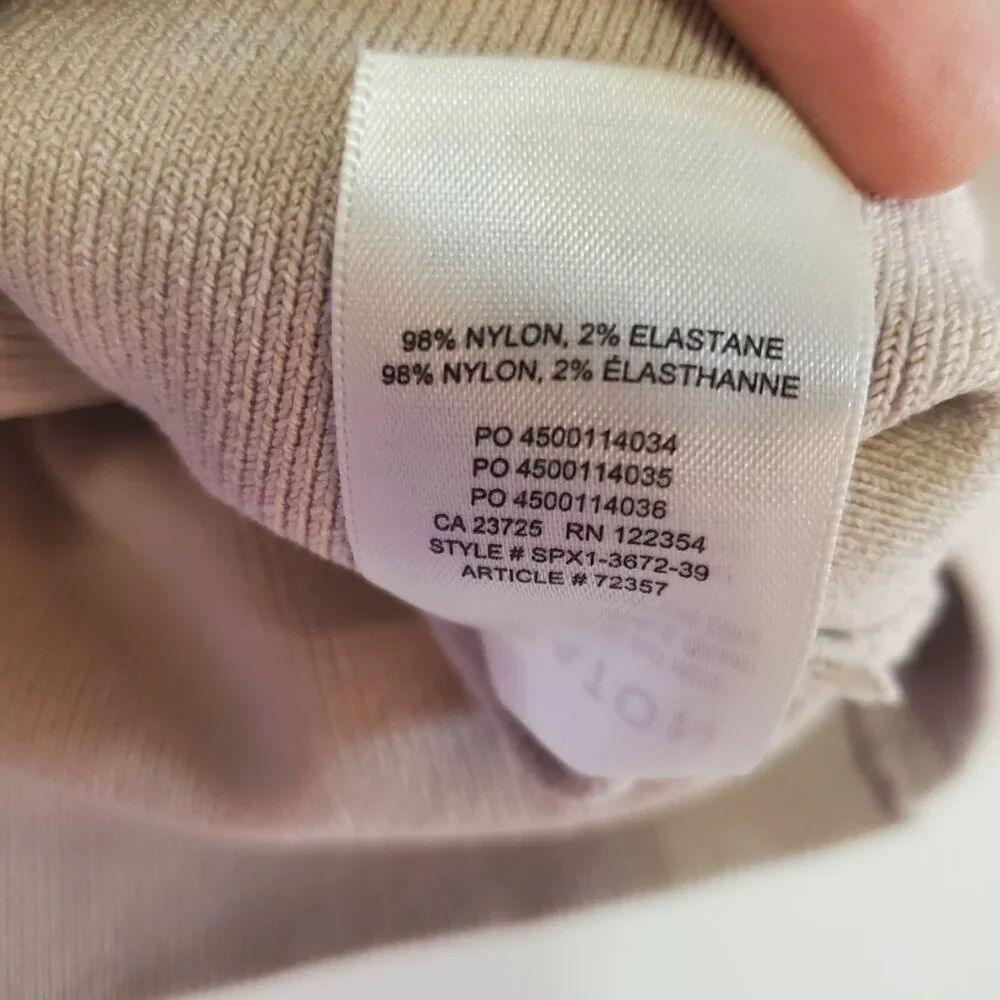 98% NYLON, 2% ELASTANE
98% NYLON, 2% ÉLASTHANNE
PO 4500114034
PO 4500114035
PO 4500114036
CA 23725 RN 122354
STYLE # SPX1-3672-39
ARTICLE # 72357